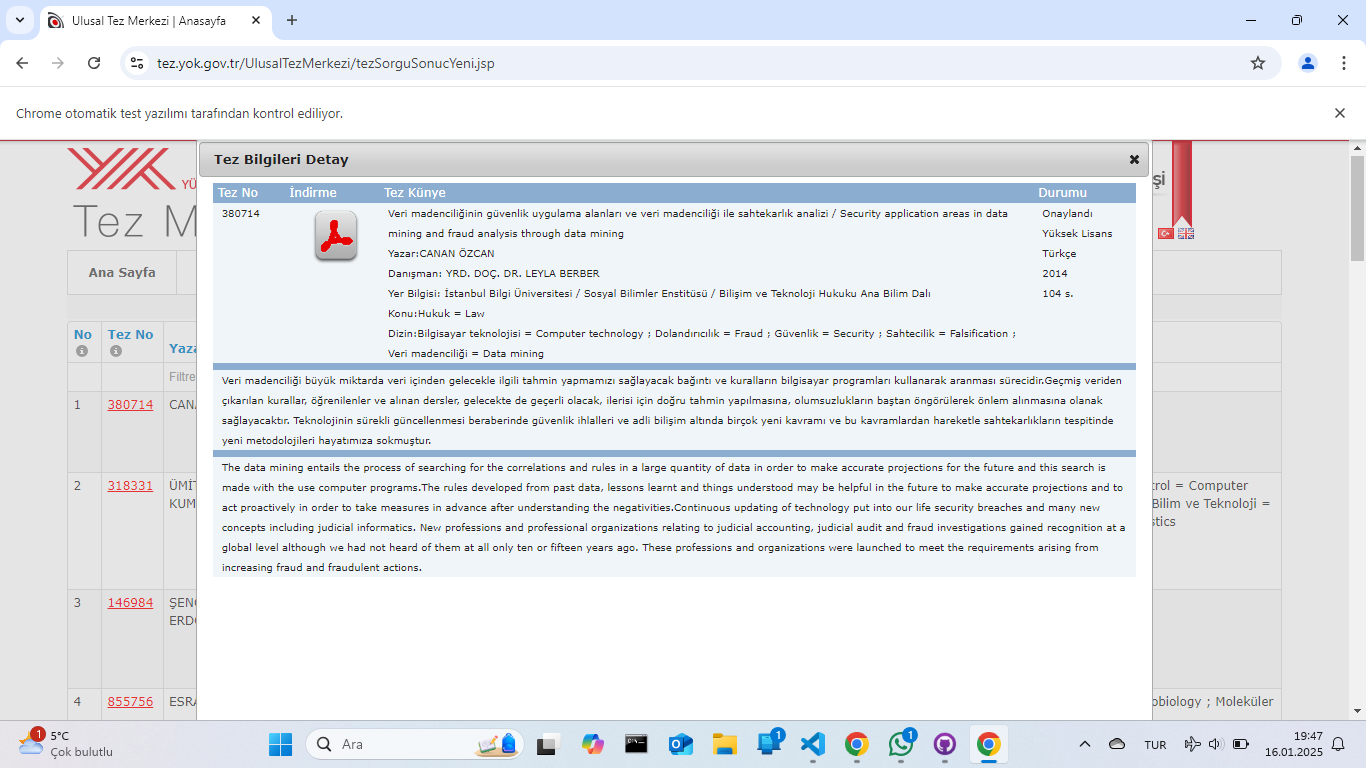 Ulusal Tez Merkezi | Anasayfa
tez.yok.gov.tr/UlusalTezMerkezi/tezSorguSonucYeni.jsp
Chrome otomatik test yazılımı tarafından kontrol ediliyor.
Tez Bilgileri Detay
Tez No İndirme Tez Künye Durumu
380714 Veri madenciliğinin güvenlik uygulama alanları ve veri madenciliği ile sahtekarlık analizi / Security application areas in data Onaylandı
mining and fraud analysis through data mining Yüksek Lisans
Yazar:CANAN ÖZCAN Türkçe
Danışman: YRD. DOÇ. DR. LEYLA BERBER 2014
Yer Bilgisi: İstanbul Bilgi Üniversitesi / Sosyal Bilimler Enstitüsü / Bilişim ve Teknoloji Hukuku Ana Bilim Dalı 104 s.
Konu:Hukuk = Law
Dizin:Bilgisayar teknolojisi = Computer technology ; Dolandırıcılık = Fraud ; Güvenlik = Security ; Sahtecilik = Falsification ;
Veri madenciliği = Data mining
Veri madenciliği büyük miktarda veri içinden gelecekle ilgili tahmin yapmamızı sağlayacak bağıntı ve kuralların bilgisayar programları kullanarak aranması sürecidir.Geçmiş veriden
çıkarılan kurallar, öğrenilenler ve alınan dersler, gelecekte de geçerli olacak, ilerisi için doğru tahmin yapılmasına, olumsuzlukların baştan öngörülerek önlem alınmasına olanak
sağlayacaktır. Teknolojinin sürekli güncellenmesi beraberinde güvenlik ihlalleri ve adli bilişim altında birçok yeni kavramı ve bu kavramlardan hareketle sahtekarlıkların tespitinde
yeni metodolojileri hayatımıza sokmuştur.
The data mining entails the process of searching for the correlations and rules in a large quantity of data in order to make accurate projections for the future and this search is
made with the use computer programs.The rules developed from past data, lessons learnt and things understood may be helpful in the future to make accurate projections and to
act proactively in order to take measures in advance after understanding the negativities.Continuous updating of technology put into our life security breaches and many new
concepts including judicial informatics. New professions and professional organizations relating to judicial accounting, judicial audit and fraud investigations gained recognition at a
global level although we had not heard of them at all only ten or fifteen years ago. These professions and organizations were launched to meet the requirements arising from
increasing fraud and fraudulent actions.
YÜ
Tez M
şi
Ana Sayfa
No Tez No Yaza
Filtre
1 380714 CANA
2 318331 ÜMİT
KUM
trol = Computer
Bilim ve Teknoloji =
stics
3 146984 ŞENG
ERDO
4 855756 ESRA
obiology ; Moleküler
1
5°C
Çok bulutlu
Ara
1
1
TUR
19:47
16.01.2025